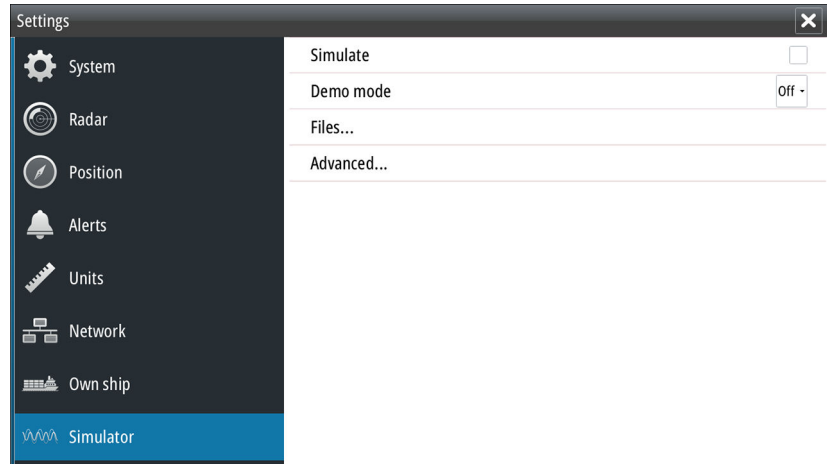 Settings
System
Radar
Position
Alerts
Units
Network
Own ship
Simulator
Simulate
Demo mode
Off
Files...
Advanced...